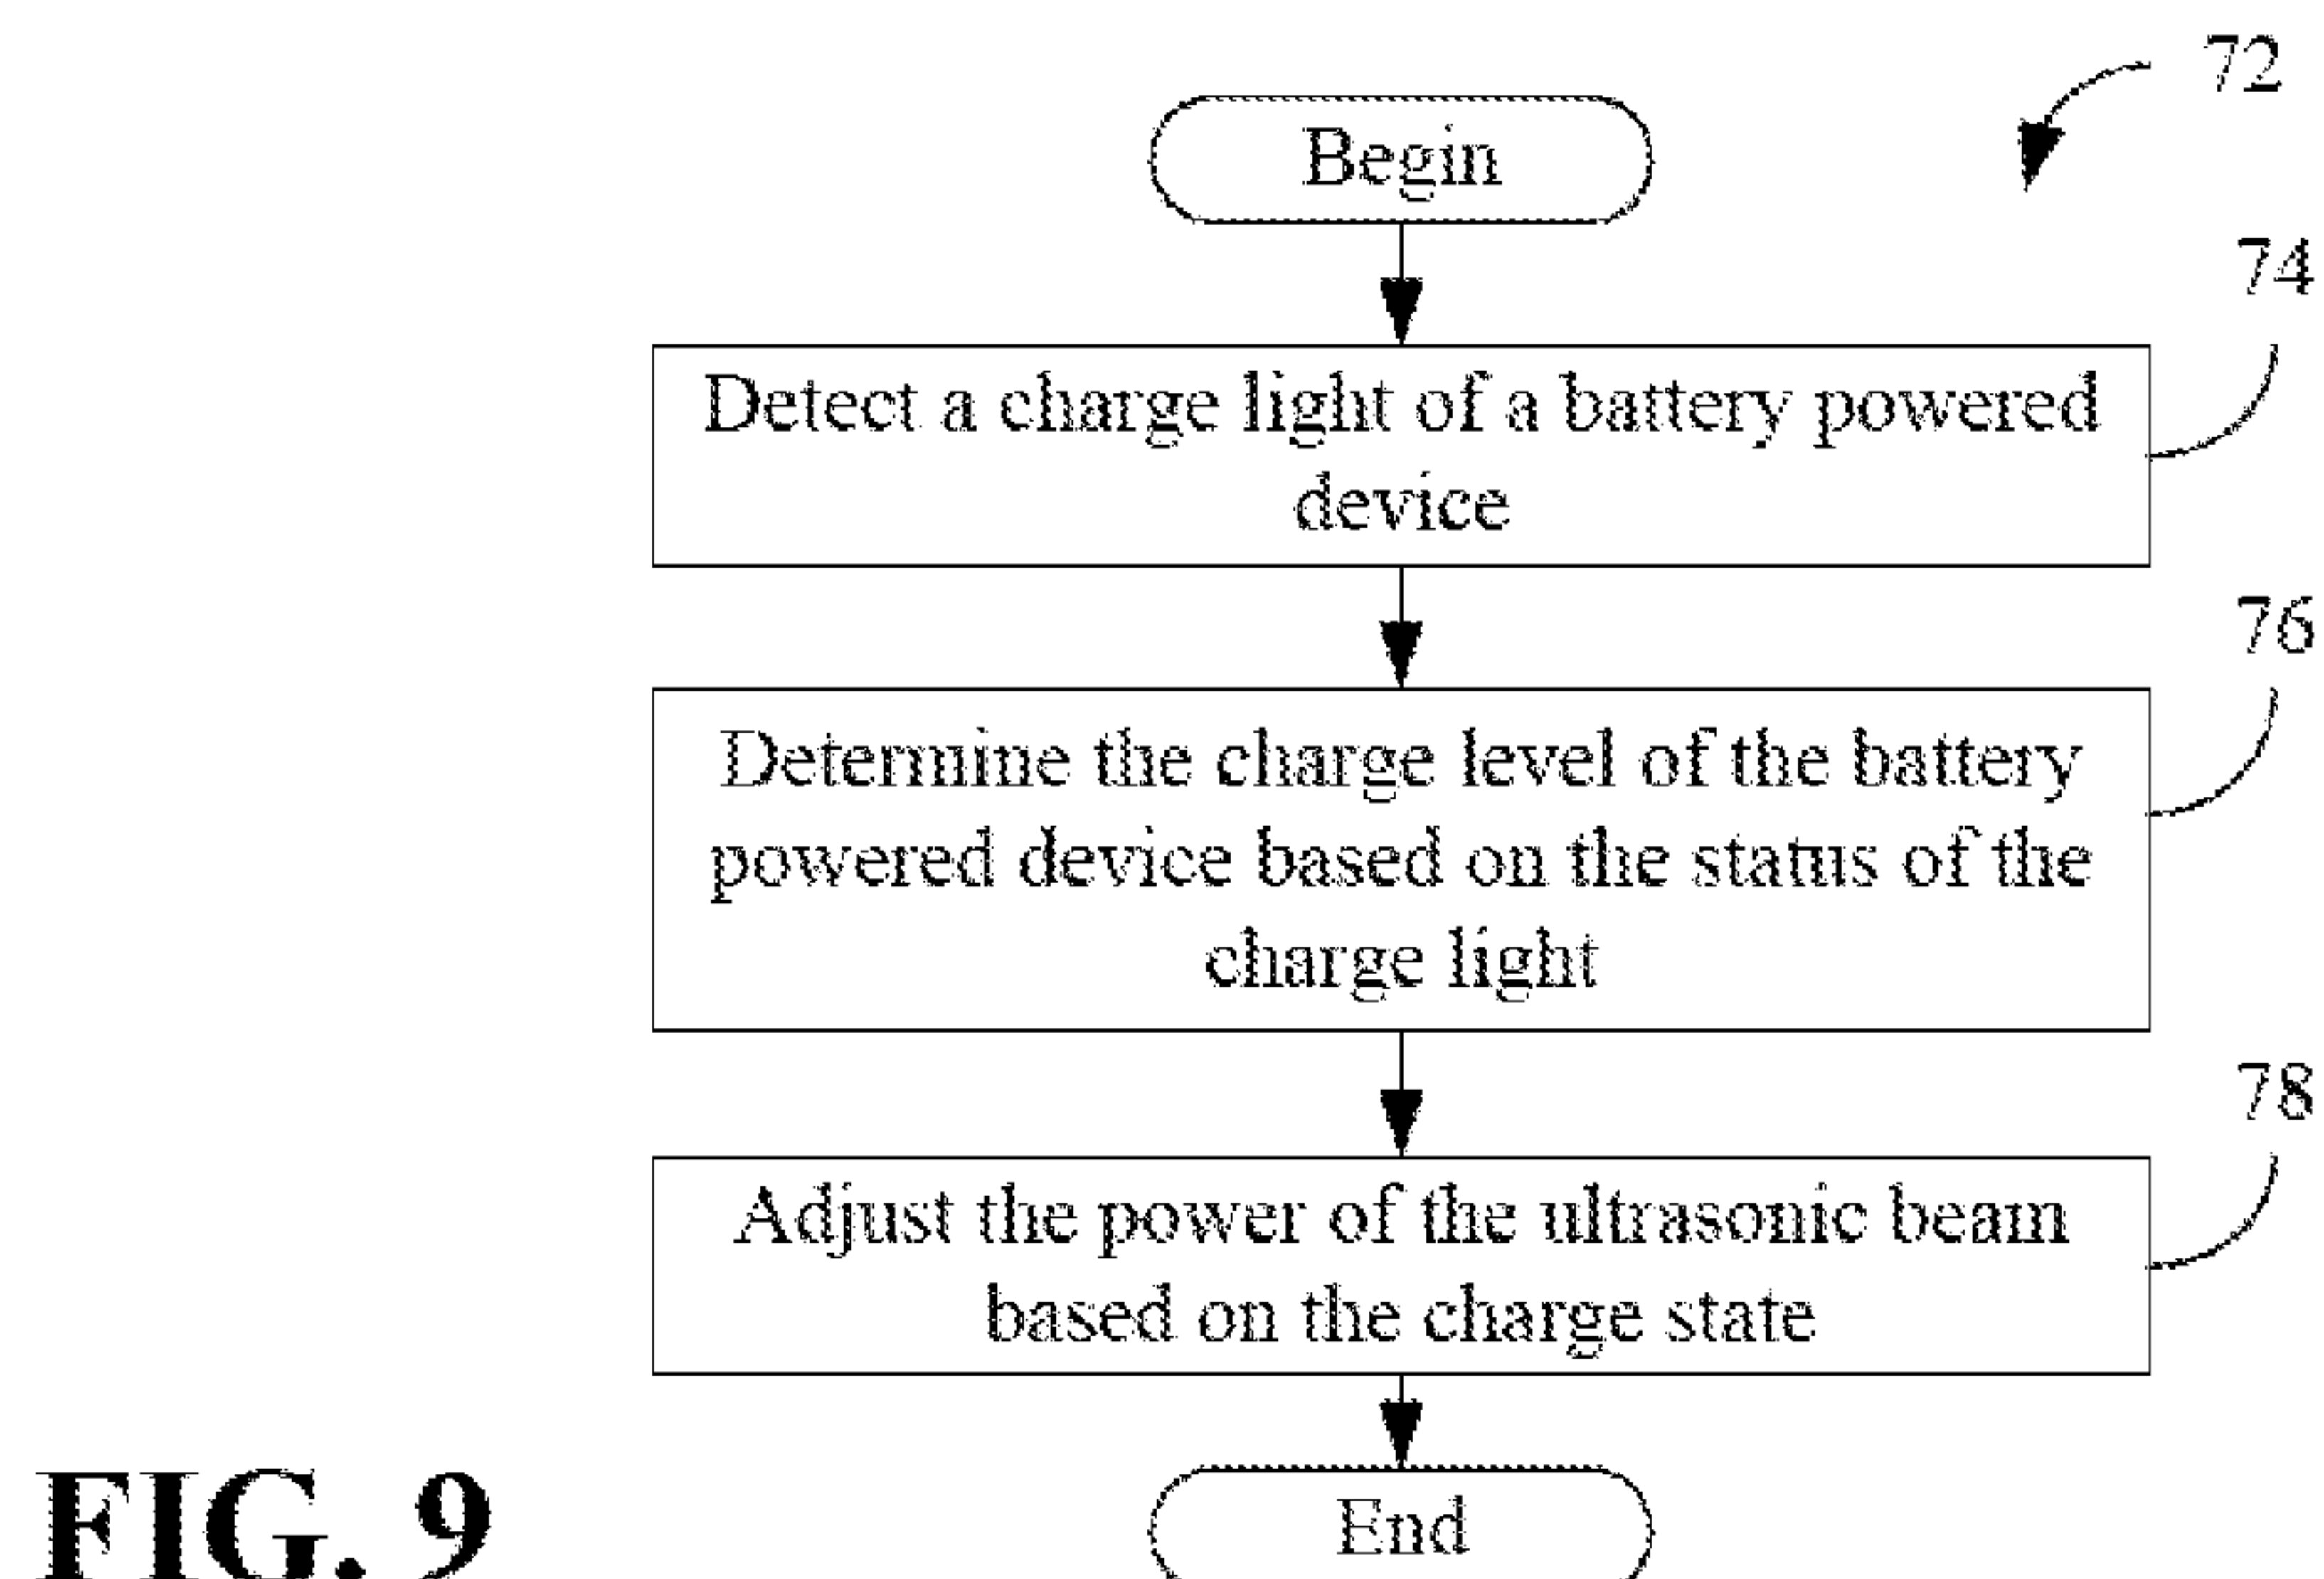 72
Begin
74
Detect a charge light of a battery powered
device
76
Determine the charge level of the battery
powered device based on the status of the
charge light
78
Adjust the power of the ultrasonic beam
based on the charge state
End
FIG. 9